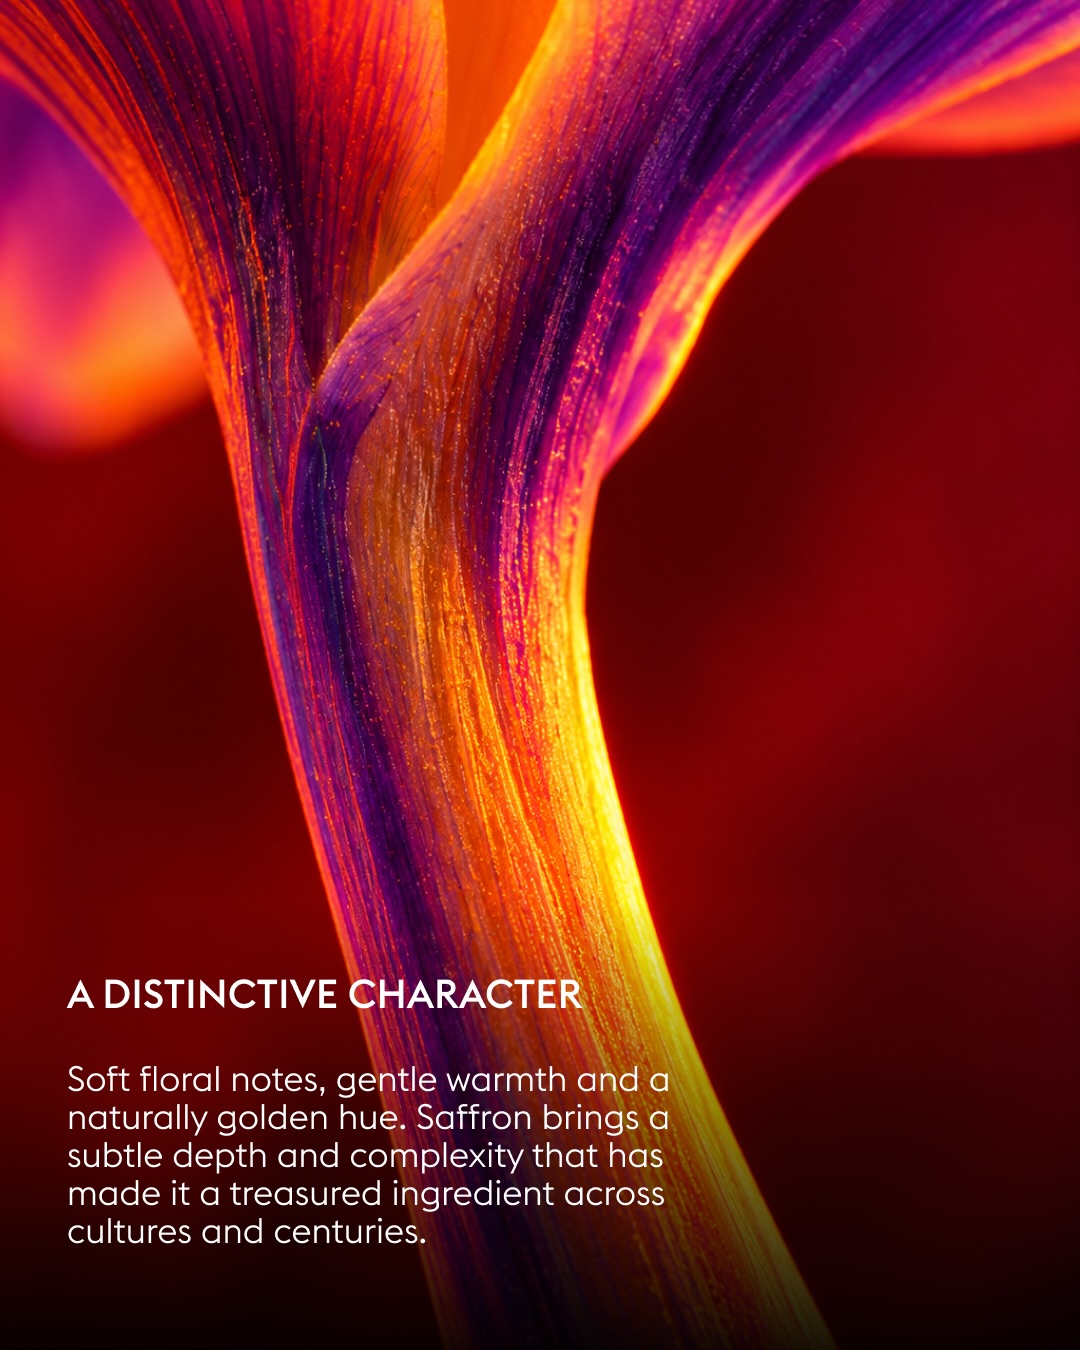 A DISTINCTIVE CHARACTER
Soft floral notes, gentle warmth and a
naturally golden hue. Saffron brings a
subtle depth and complexity that has
made it a treasured ingredient across
cultures and centuries.